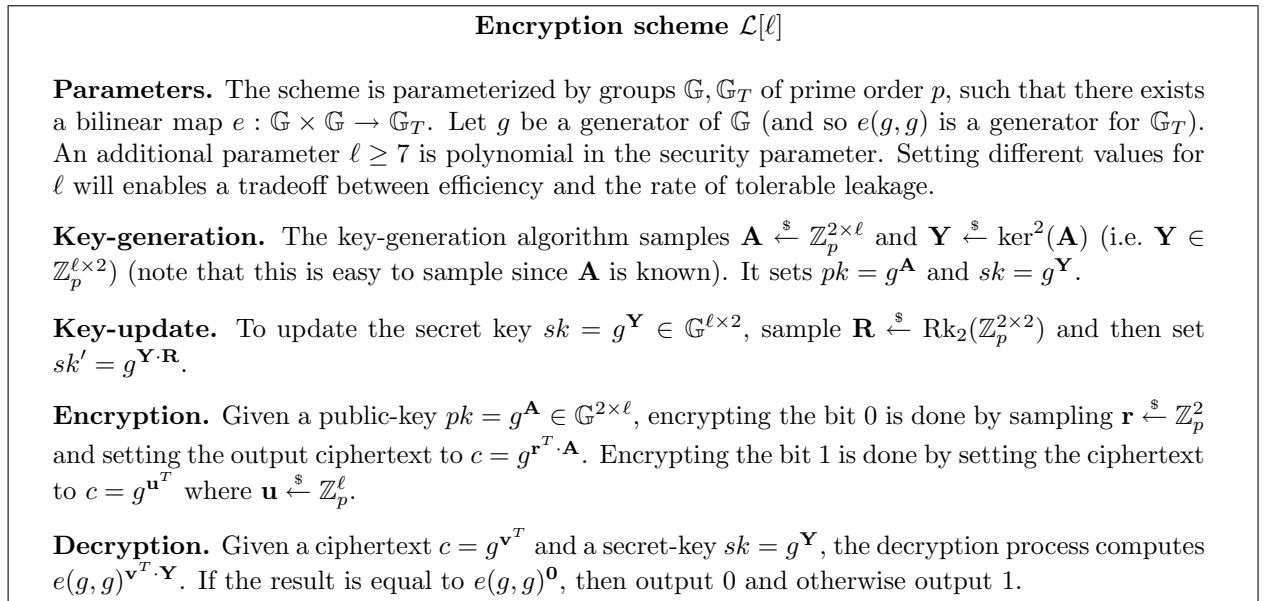 Encryption scheme ℒ[ℓ]
Parameters. The scheme is parameterized by groups 𝔾, 𝔾_T of prime order p, such that there exists
a bilinear map e : 𝔾 × 𝔾 → 𝔾_T. Let g be a generator of 𝔾 (and so e(g, g) is a generator for 𝔾_T).
An additional parameter ℓ ≥ 7 is polynomial in the security parameter. Setting different values for
ℓ will enables a tradeoff between efficiency and the rate of tolerable leakage.
Key-generation. The key-generation algorithm samples 𝐀 ←$ ℤ_p^{2×ℓ} and 𝐘 ←$ ker²(𝐀) (i.e. 𝐘 ∈
ℤ_p^{ℓ×2}) (note that this is easy to sample since 𝐀 is known). It sets pk = g^𝐀 and sk = g^𝐘.
Key-update. To update the secret key sk = g^𝐘 ∈ 𝔾^{ℓ×2}, sample 𝐑 ←$ Rk₂(ℤ_p^{2×2}) and then set
sk′ = g^{𝐘·𝐑}.
Encryption. Given a public-key pk = g^𝐀 ∈ 𝔾^{2×ℓ}, encrypting the bit 0 is done by sampling 𝐫 ←$ ℤ_p^2
and setting the output ciphertext to c = g^{𝐫^T·𝐀}. Encrypting the bit 1 is done by setting the ciphertext
to c = g^{𝐮^T} where 𝐮 ←$ ℤ_p^ℓ.
Decryption. Given a ciphertext c = g^{𝐯^T} and a secret-key sk = g^𝐘, the decryption process computes
e(g, g)^{𝐯^T·𝐘}. If the result is equal to e(g, g)^𝟎, then output 0 and otherwise output 1.